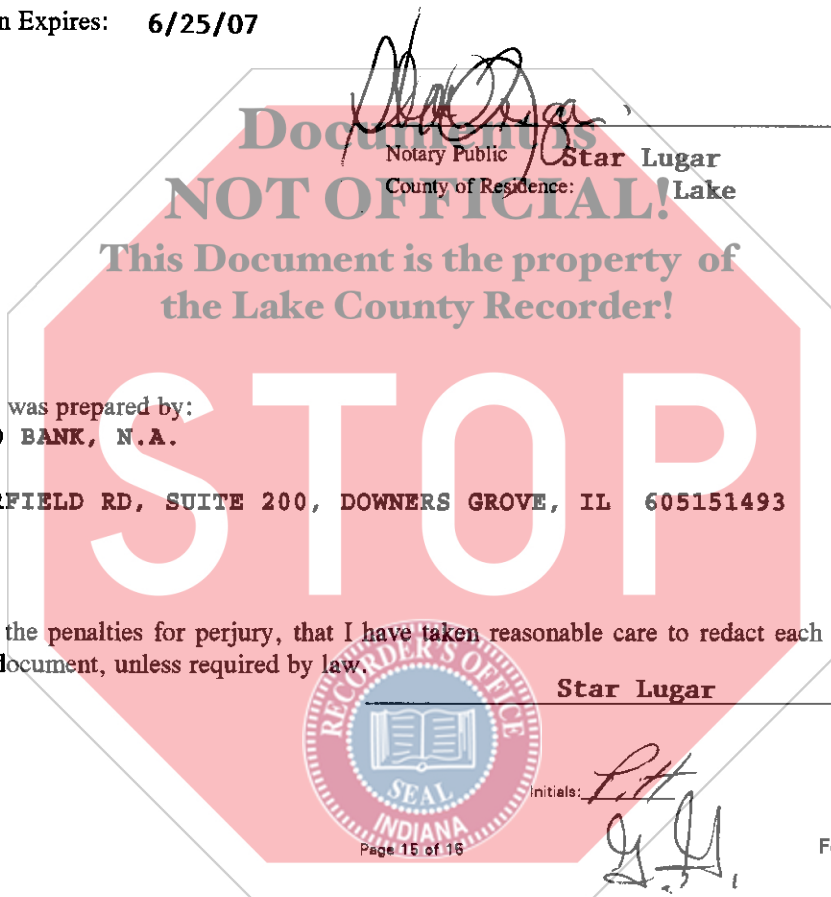 n Expires: 6/25/07
Document is
Notary Public Star Lugar
NOT OFFICIAL!
County of Residence: Lake
This Document is the property of
the Lake County Recorder!
STOP
was prepared by:
BANK, N.A.
RFIELD RD, SUITE 200, DOWNERS GROVE, IL 605151493
the penalties for perjury, that I have taken reasonable care to redact each
document, unless required by law.
Star Lugar
RECORDER'S OFFICE
SEAL
INDIANA
Initials: P.H
G.H.
Page 15 of 16